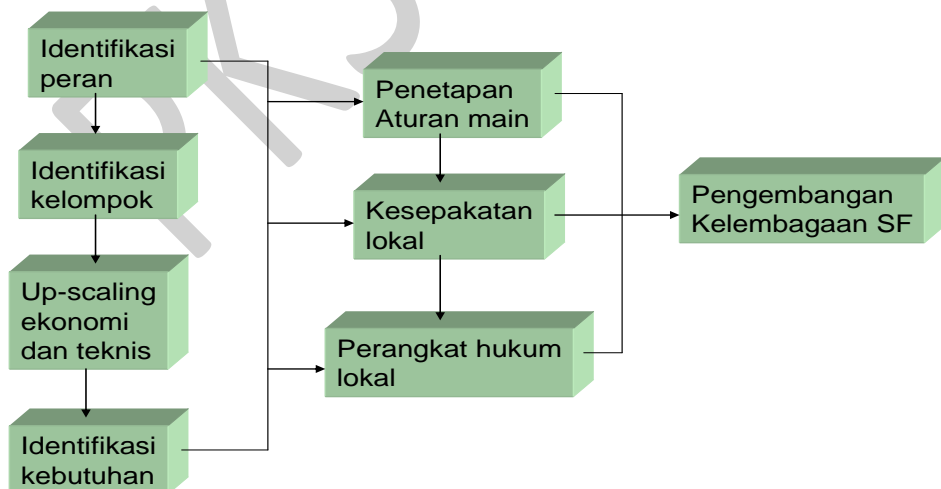 Identifikasi
peran
Identifikasi
kelompok
Up-scaling
ekonomi
dan teknis
Identifikasi
kebutuhan
Penetapan
Aturan main
Kesepakatan
lokal
Perangkat hukum
lokal
Pengembangan
Kelembagaan SF